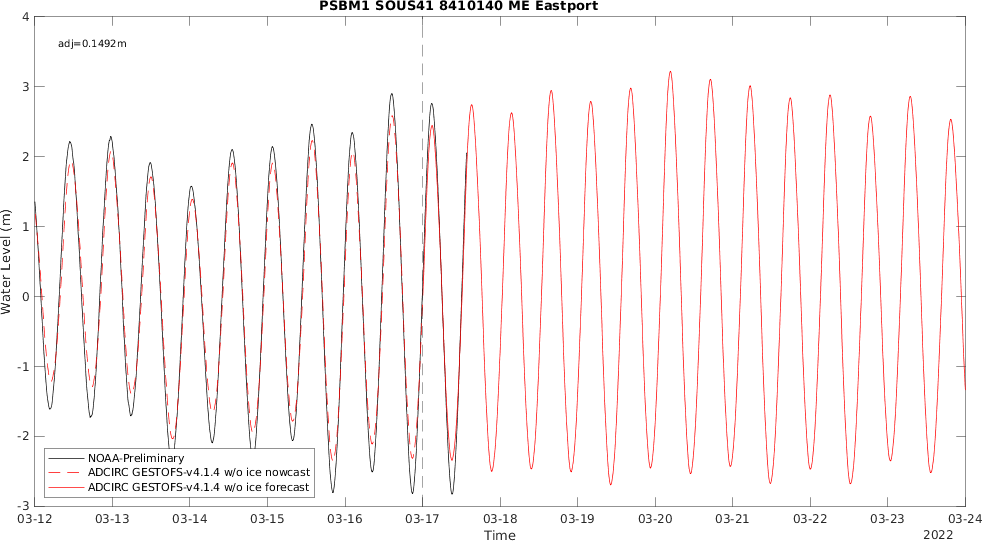 PSBM1 SOUS41 8410140 ME Eastport
adj=0.1492m
4
3
2
1
0
-1
-2
-3
Water Level (m)
NOAA-Preliminary
ADCIRC GESTOFS-v4.1.4 w/o ice nowcast
ADCIRC GESTOFS-v4.1.4 w/o ice forecast
03-12 03-13 03-14 03-15 03-16 03-17 03-18 03-19 03-20 03-21 03-22 03-23 03-24
Time
2022